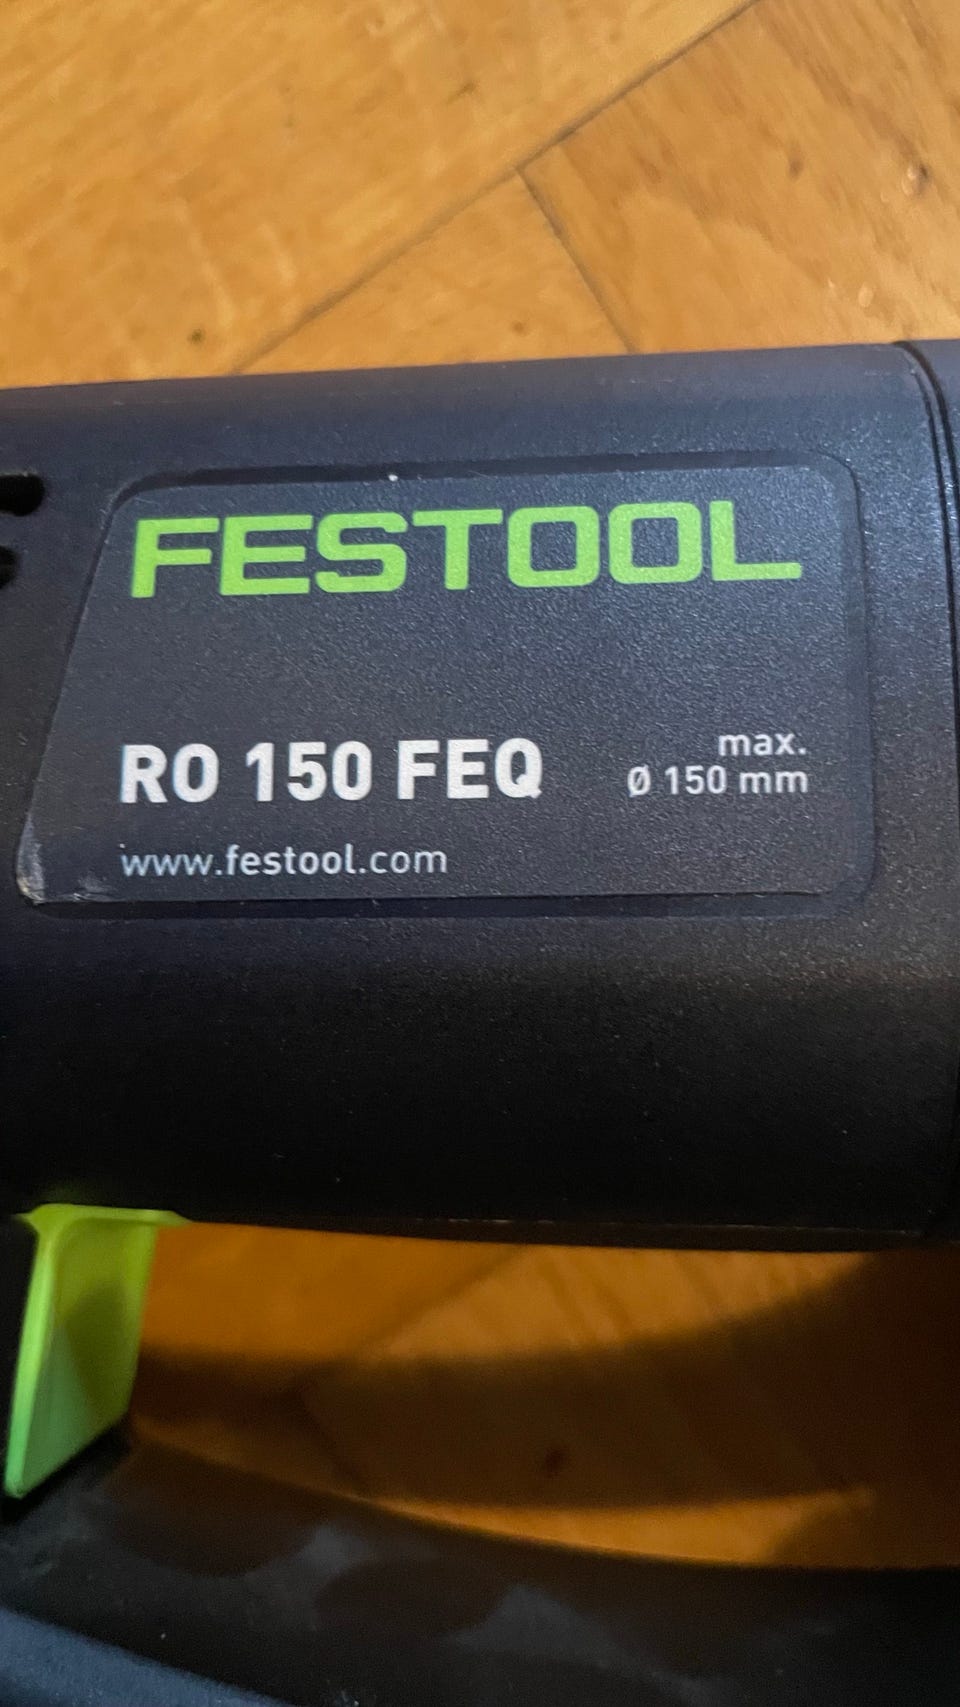 FESTOOL
RO 150 FEQ
max.
Ø 150 mm
www.festool.com